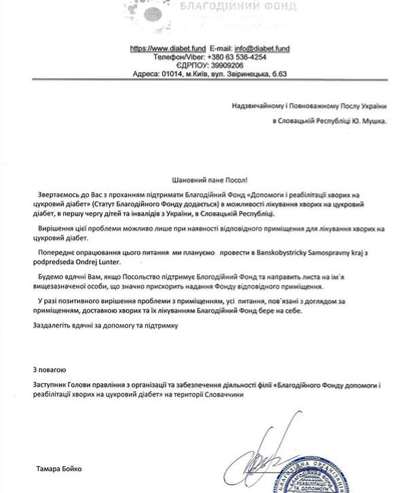 БЛАГОДІЙНИЙ ФОНД
https://www.diabet.fund E-mail: info@diabet.fund
Телефон/Viber: +380 63 536-4254
ЄДРПОУ: 39909206
Адреса: 01014, м.Київ, вул. Звіринецька, б.63
Надзвичайному і Повноважному Послу України
в Словацькій Республіці Ю. Мушка.
Шановний пане Посол!
Звертаємось до Вас з проханням підтримати Благодійний Фонд «Допомоги і реабілітації хворих на
цукровий діабет» (Статут Благодійного Фонду додається) в можливості лікування хворих на цукровий
діабет, в першу чергу дітей та інвалідів з України, в Словацькій Республіці.
Вирішення цієї проблеми можливо лише при наявності відповідного приміщення для лікування хворих на
цукровий діабет.
Попереднє опрацювання цього питання ми плануємо провести в Banskobystricky Samospravny kraj з
podpredseda Ondrej Lunter.
Будемо вдячні Вам, якщо Посольство підтримує Благодійний Фонд та направить листа на ім'я
вищезазначеної особи, що значно прискорить надання Фонду відповідного приміщення.
У разі позитивного вирішення проблеми з приміщенням, усі питання, пов'язані з доглядом за
приміщенням, доставкою хворих та їх лікуванням Благодійний Фонд бере на себе.
Заздалегідь вдячні за допомогу та підтримку
З повагою
Заступник Голови правління з організації та забезпечення діяльності філії «Благодійного Фонду допомоги і
реабілітації хворих на цукровий діабет» на території Словаччини
Тамара Бойко